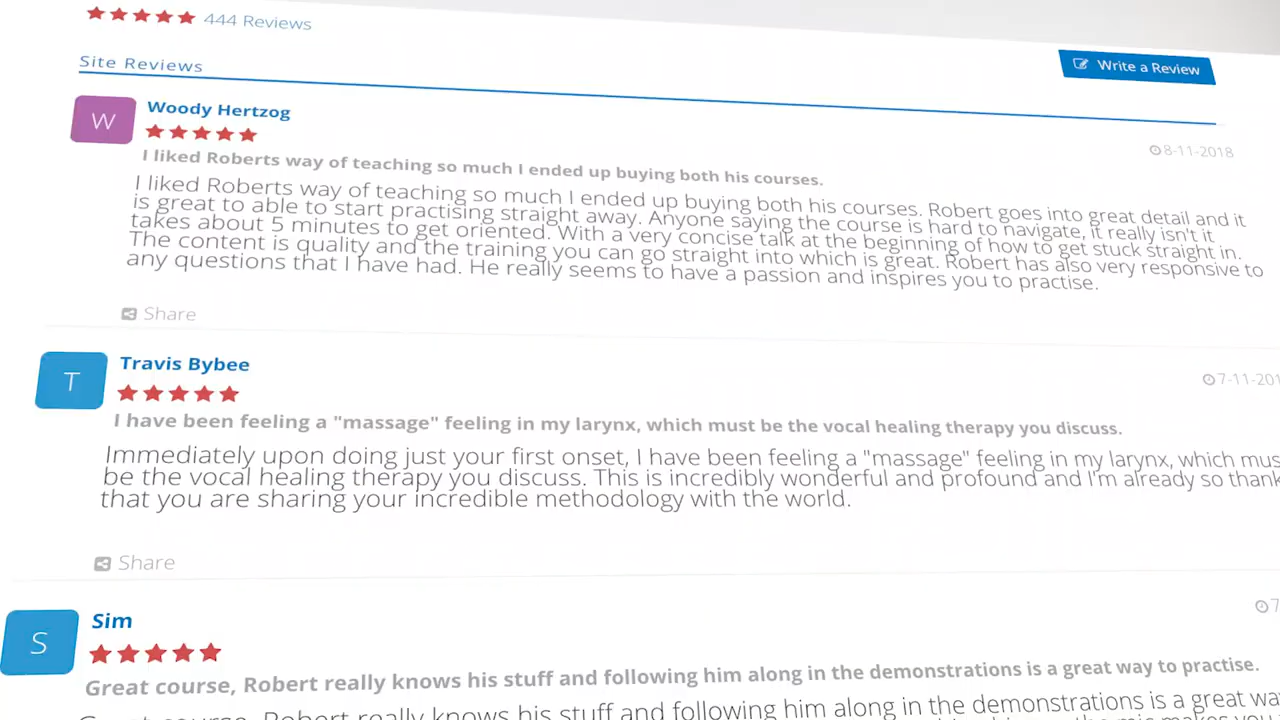 444 Reviews
Site Reviews
Write a Review
W
Woody Hertzog
8-11-2018
I liked Roberts way of teaching so much I ended up buying both his courses.
I liked Roberts way of teaching so much I ended up buying both his courses. Robert goes into great detail and it
is great to able to start practising straight away. Anyone saying the course is hard to navigate, it really isn't it
takes about 5 minutes to get oriented. With a very concise talk at the beginning of how to get stuck straight in.
The content is quality and the training you can go straight into which is great. Robert has also very responsive to
any questions that I have had. He really seems to have a passion and inspires you to practise.
Share
T
Travis Bybee
7-11-201
I have been feeling a "massage" feeling in my larynx, which must be the vocal healing therapy you discuss.
Immediately upon doing just your first onset, I have been feeling a "massage" feeling in my larynx, which mus
be the vocal healing therapy you discuss. This is incredibly wonderful and profound and I'm already so thank
that you are sharing your incredible methodology with the world.
Share
S
Sim
7
Great course, Robert really knows his stuff and following him along in the demonstrations is a great way to practise.
Great course, Robert really knows his stuff and following him along in the demonstrations is a great wa